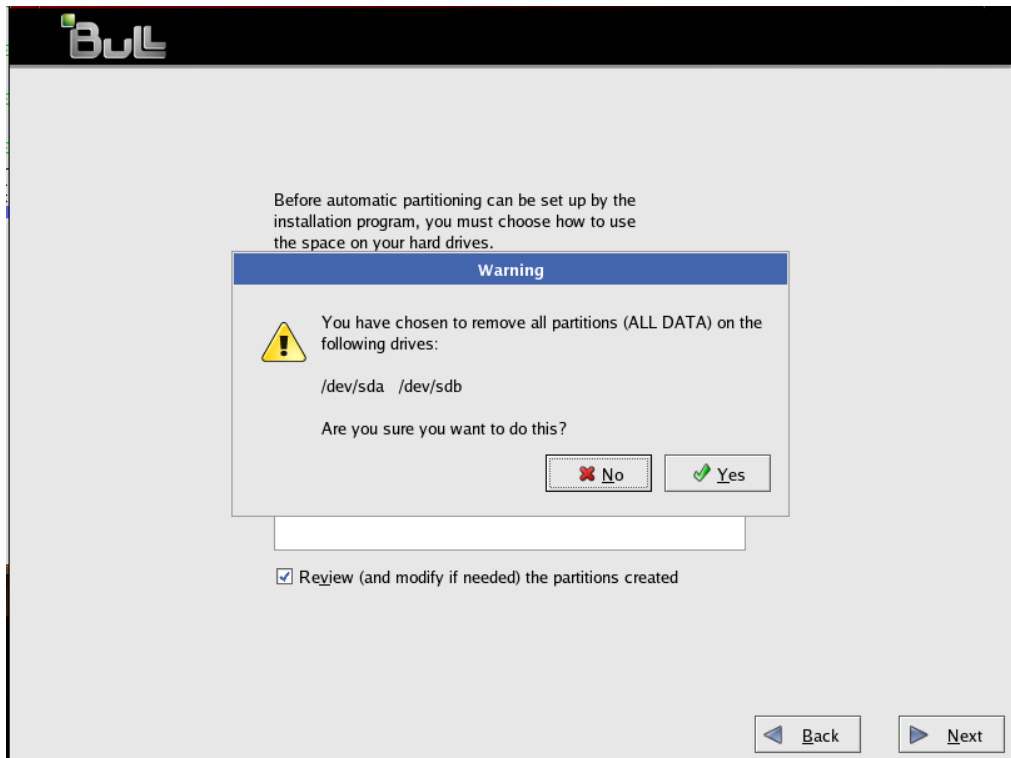 Bull
Before automatic partitioning can be set up by the
installation program, you must choose how to use
the space on your hard drives.
Warning
You have chosen to remove all partitions (ALL DATA) on the
following drives:
/dev/sda /dev/sdb
Are you sure you want to do this?
No
Yes
Review (and modify if needed) the partitions created
Back
Next